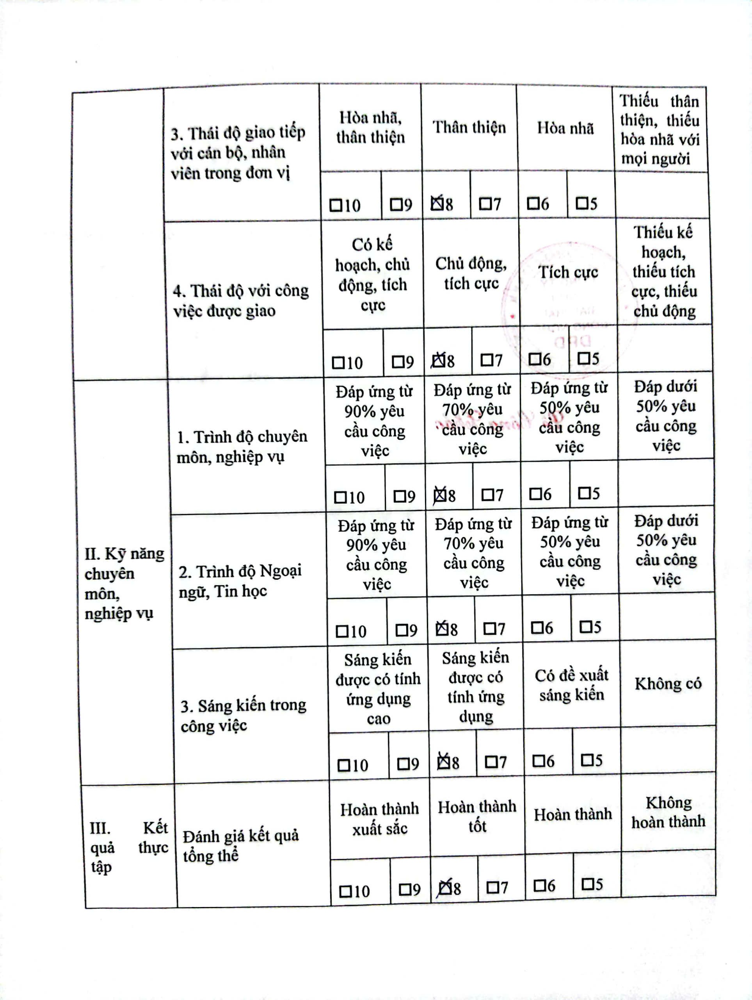 3. Thái độ giao tiếp
với cán bộ, nhân
viên trong đơn vị
Hòa nhã,
thân thiện
Thân thiện
Hòa nhã
Thiếu thân
thiện, thiếu
hòa nhã với
mọi người
☐10 ☐9 ☒8 ☐7 ☐6 ☐5
4. Thái độ với công
việc được giao
Có kế
hoạch, chủ
động, tích
cực
Chủ động,
tích cực
Tích cực
Thiếu kế
hoạch,
thiếu tích
cực, thiếu
chủ động
☐10 ☐9 ☒8 ☐7 ☐6 ☐5
II. Kỹ năng
chuyên
môn,
nghiệp vụ
1. Trình độ chuyên
môn, nghiệp vụ
Đáp ứng từ
90% yêu
cầu công
việc
Đáp ứng từ
70% yêu
cầu công
việc
Đáp ứng từ
50% yêu
cầu công
việc
Đáp dưới
50% yêu
cầu công
việc
☐10 ☐9 ☒8 ☐7 ☐6 ☐5
2. Trình độ Ngoại
ngữ, Tin học
Đáp ứng từ
90% yêu
cầu công
việc
Đáp ứng từ
70% yêu
cầu công
việc
Đáp ứng từ
50% yêu
cầu công
việc
Đáp dưới
50% yêu
cầu công
việc
☐10 ☐9 ☒8 ☐7 ☐6 ☐5
3. Sáng kiến trong
công việc
Sáng kiến
được có tính
ứng dụng
cao
Sáng kiến
được có
tính ứng
dụng
Có đề xuất
sáng kiến
Không có
☐10 ☐9 ☒8 ☐7 ☐6 ☐5
III. Kết
quả thực
tập
Đánh giá kết quả
tổng thể
Hoàn thành
xuất sắc
Hoàn thành
tốt
Hoàn thành
Không
hoàn thành
☐10 ☐9 ☒8 ☐7 ☐6 ☐5